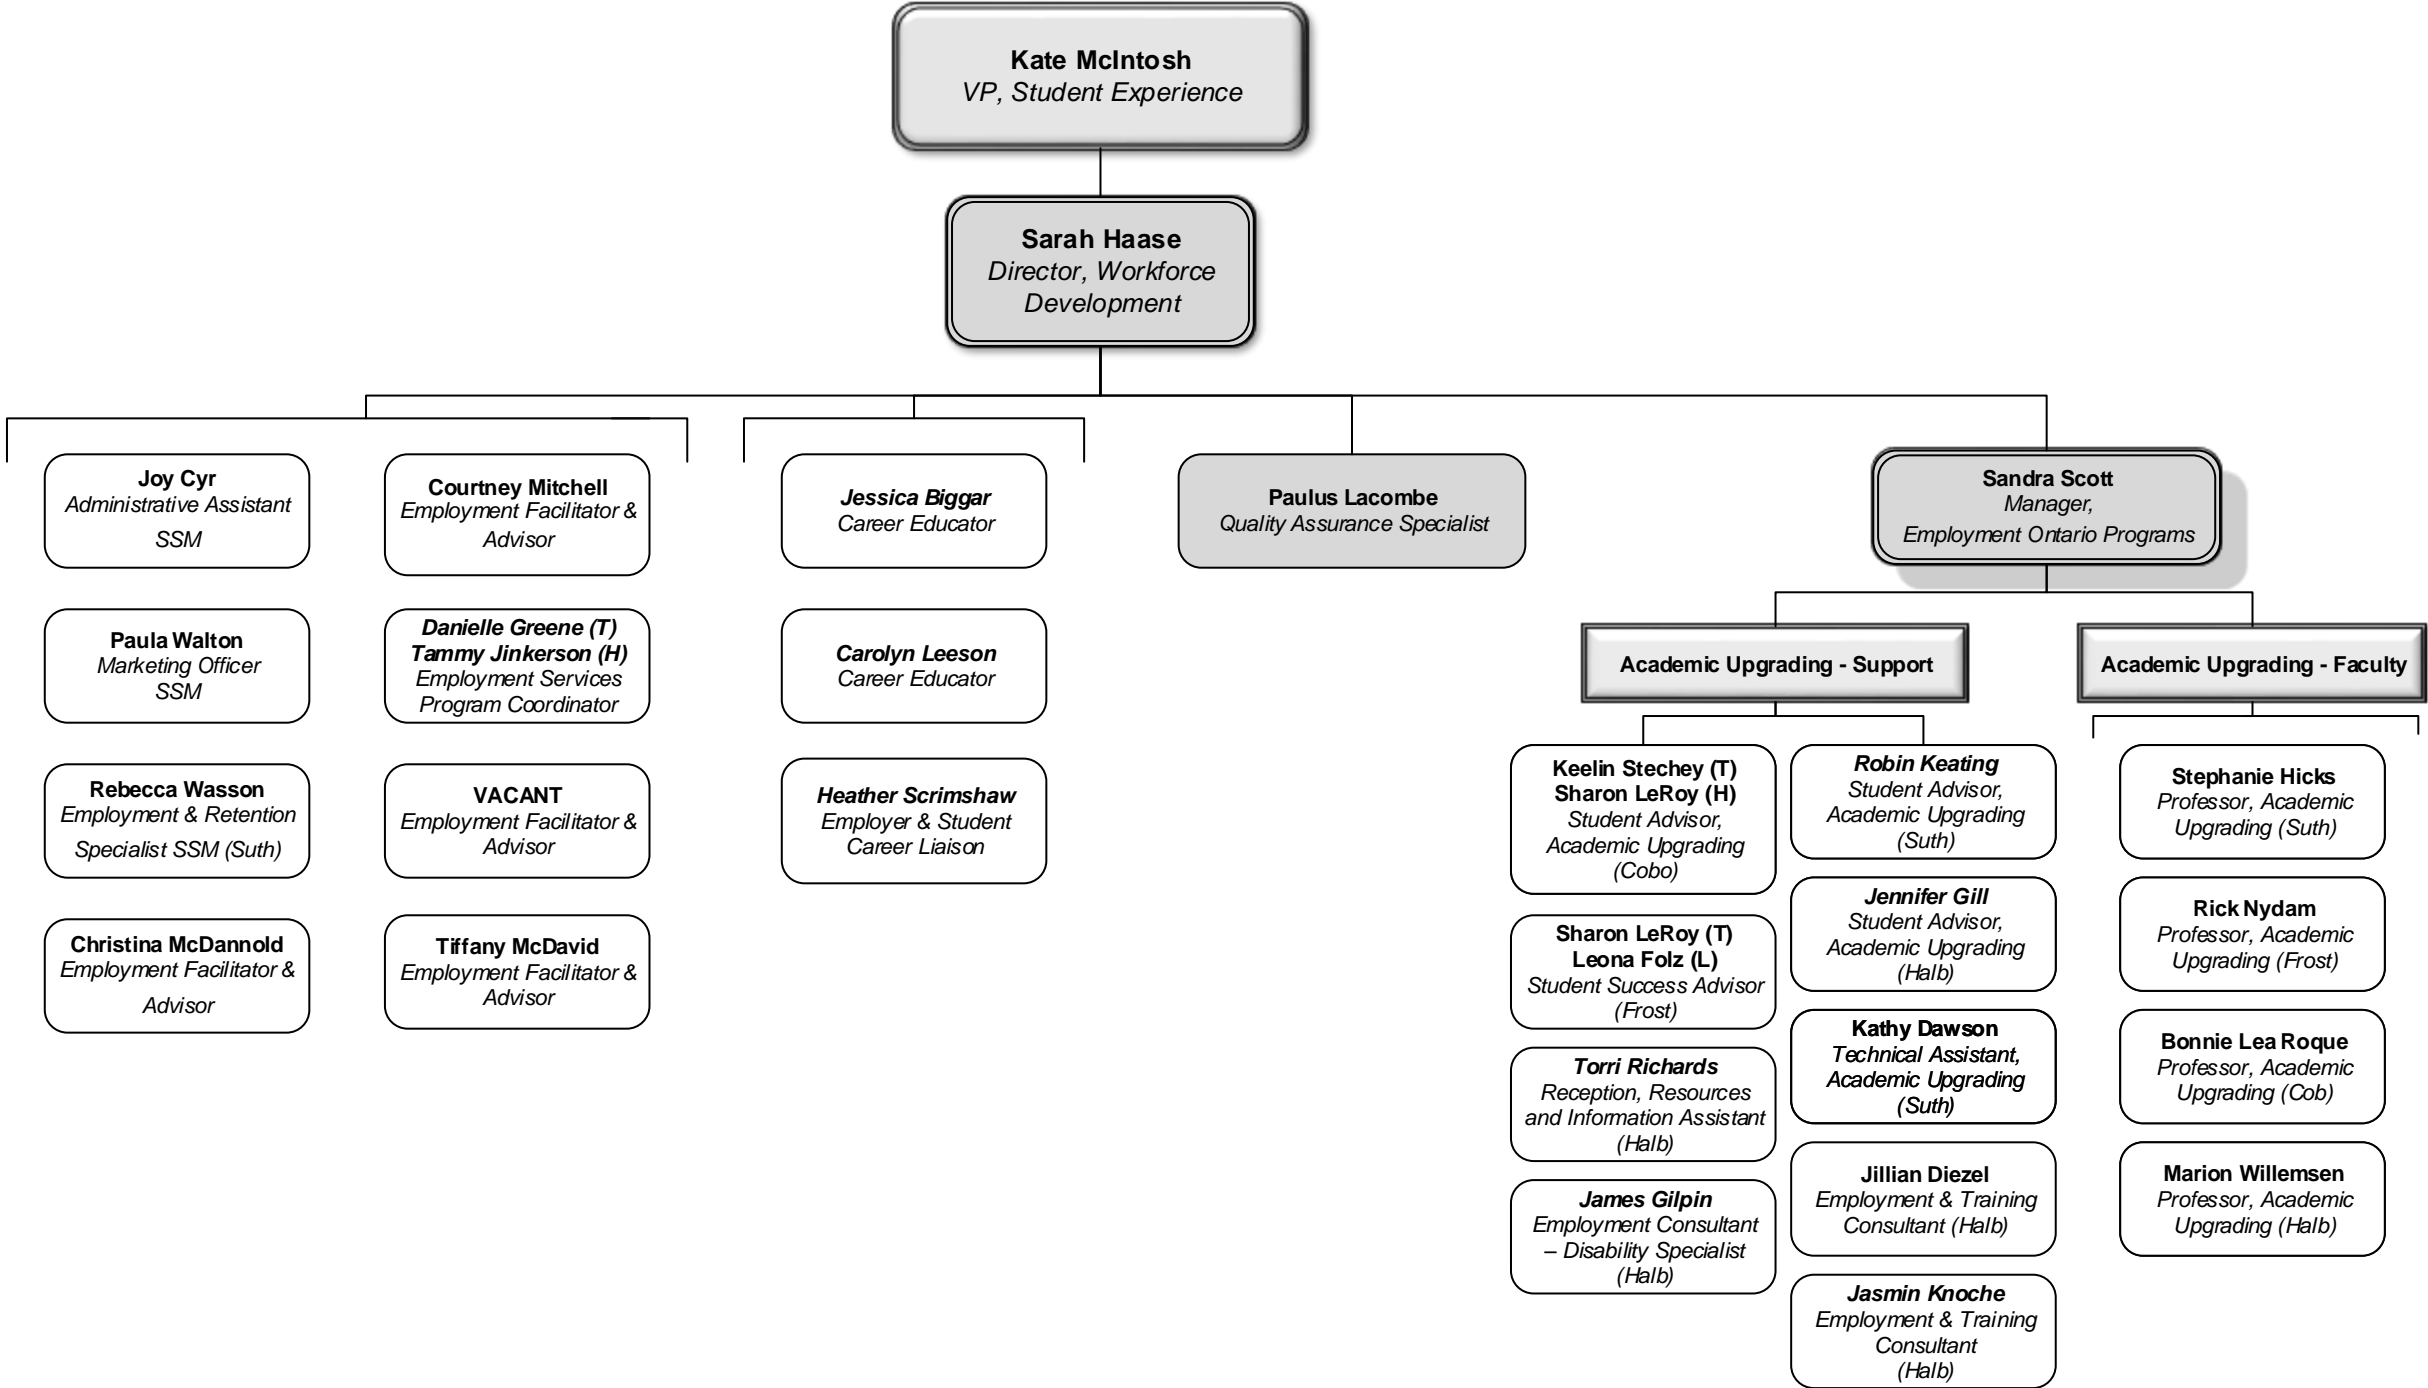 Kate McIntosh
VP, Student Experience
Sarah Haase
Director, Workforce
Development
Joy Cyr
Administrative Assistant
SSM
Paula Walton
Marketing Officer
SSM
Rebecca Wasson
Employment & Retention
Specialist SSM (Suth)
Christina McDannold
Employment Facilitator &
Advisor
Courtney Mitchell
Employment Facilitator &
Advisor
Danielle Greene (T)
Tammy Jinkerson (H)
Employment Services
Program Coordinator
VACANT
Employment Facilitator &
Advisor
Tiffany McDavid
Employment Facilitator &
Advisor
Jessica Biggar
Career Educator
Carolyn Leeson
Career Educator
Heather Scrimshaw
Employer & Student
Career Liaison
Paulus Lacombe
Quality Assurance Specialist
Sandra Scott
Manager,
Employment Ontario Programs
Academic Upgrading - Support
Keelin Stechey (T)
Sharon LeRoy (H)
Student Advisor,
Academic Upgrading
(Cobo)
Sharon LeRoy (T)
Leona Folz (L)
Student Success Advisor
(Frost)
Torri Richards
Reception, Resources
and Information Assistant
(Halb)
James Gilpin
Employment Consultant
– Disability Specialist
(Halb)
Robin Keating
Student Advisor,
Academic Upgrading
(Suth)
Jennifer Gill
Student Advisor,
Academic Upgrading
(Halb)
Kathy Dawson
Technical Assistant,
Academic Upgrading
(Suth)
Jillian Diezel
Employment & Training
Consultant (Halb)
Jasmin Knoche
Employment & Training
Consultant
(Halb)
Academic Upgrading - Faculty
Stephanie Hicks
Professor, Academic
Upgrading (Suth)
Rick Nydam
Professor, Academic
Upgrading (Frost)
Bonnie Lea Roque
Professor, Academic
Upgrading (Cob)
Marion Willemsen
Professor, Academic
Upgrading (Halb)